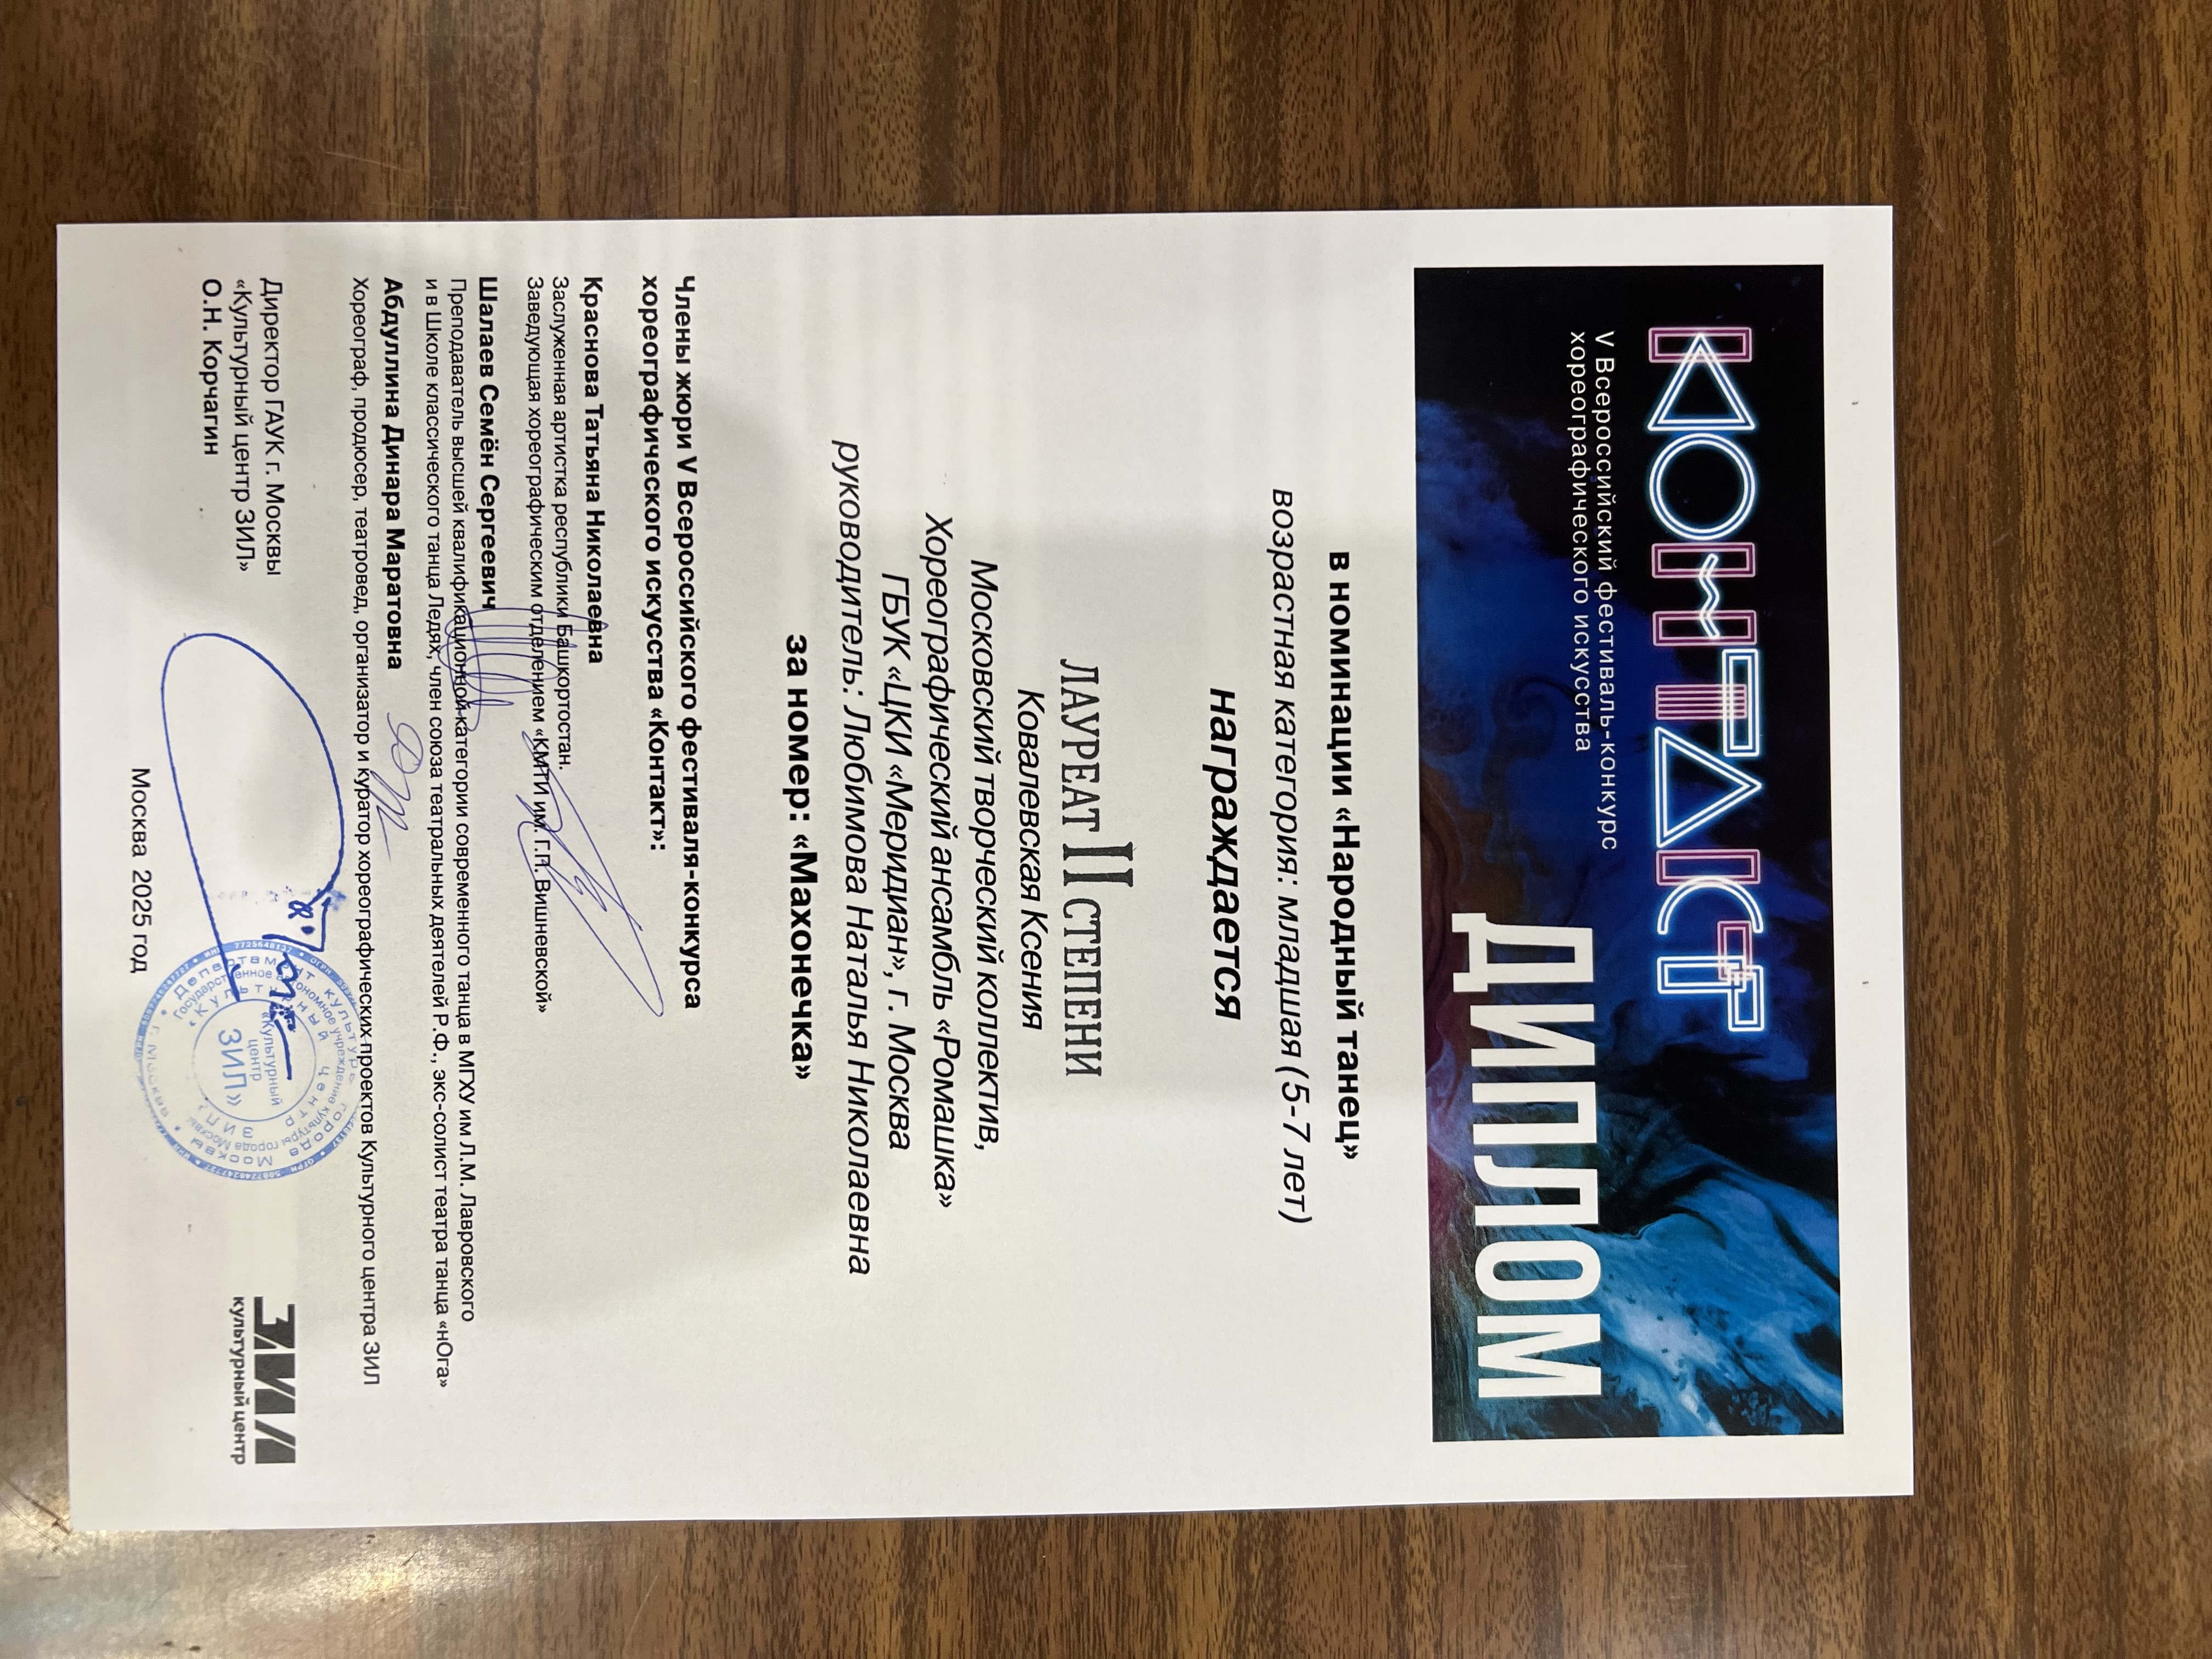 КОНТАКТ
V Всероссийский фестиваль-конкурс
хореографического искусства
ДИПЛОМ
в номинации «Народный танец»
возрастная категория: младшая (5-7 лет)
награждается
ЛАУРЕАТ II СТЕПЕНИ
Ковалевская Ксения
Московский творческий коллектив,
Хореографический ансамбль «Ромашка»
ГБУК «ЦКИ «Меридиан», г. Москва
руководитель: Любимова Наталья Николаевна
за номер: «Махонечка»
Члены жюри V Всероссийского фестиваля-конкурса
хореографического искусства «Контакт»:
Краснова Татьяна Николаевна
Заслуженная артистка республики Башкортостан.
Заведующая хореографическим отделением «КМТИ им. Г.П. Вишневской»
Шалаев Семён Сергеевич
Преподаватель высшей квалификационной категории современного танца в МГХУ им Л.М. Лавровского
и в Школе классического танца Ледях, член союза театральных деятелей Р.Ф., экс-солист театра танца «нОга»
Абдуллина Динара Маратовна
Хореограф, продюсер, театровед, организатор и куратор хореографических проектов Культурного центра ЗИЛ
Директор ГАУК г. Москвы
«Культурный центр ЗИЛ»
О.Н. Корчагин
«Культурный
центр
ЗИЛ»
ЗИЛ
культурный центр
Москва 2025 год